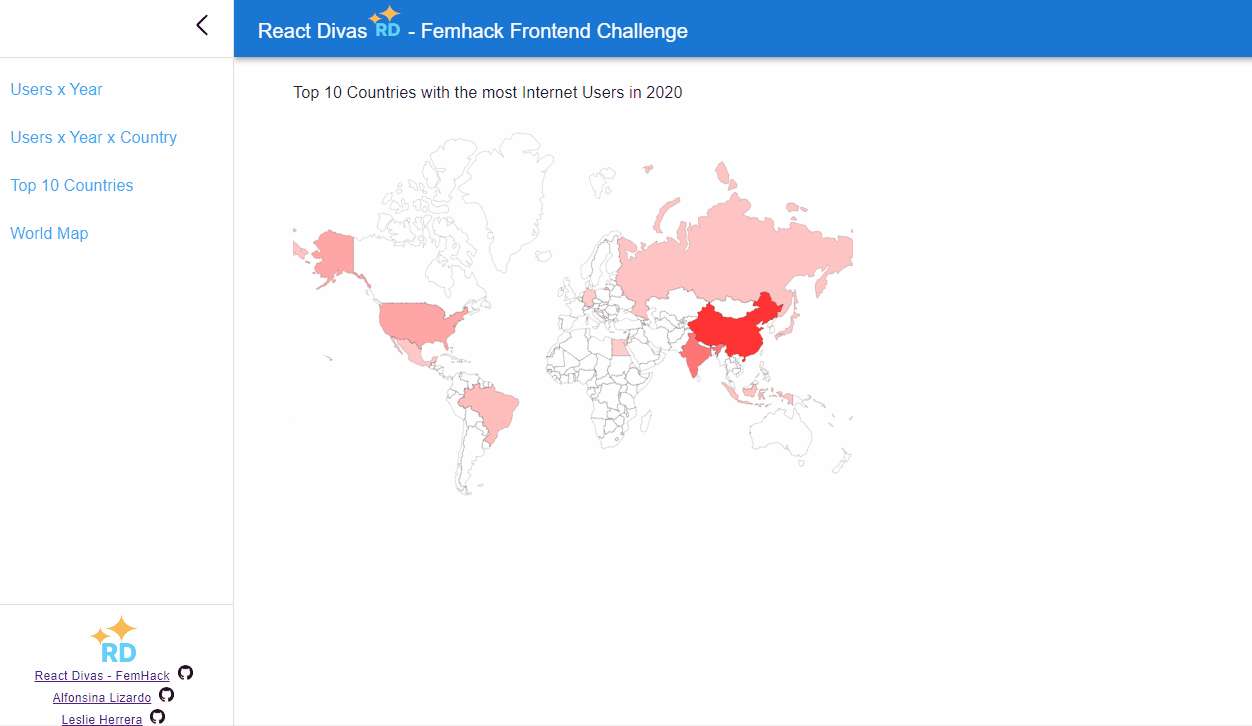 React Divas RD - Femhack Frontend Challenge
Users x Year
Users x Year x Country
Top 10 Countries
World Map
Top 10 Countries with the most Internet Users in 2020
RD
React Divas - FemHack
Alfonsina Lizardo
Leslie Herrera